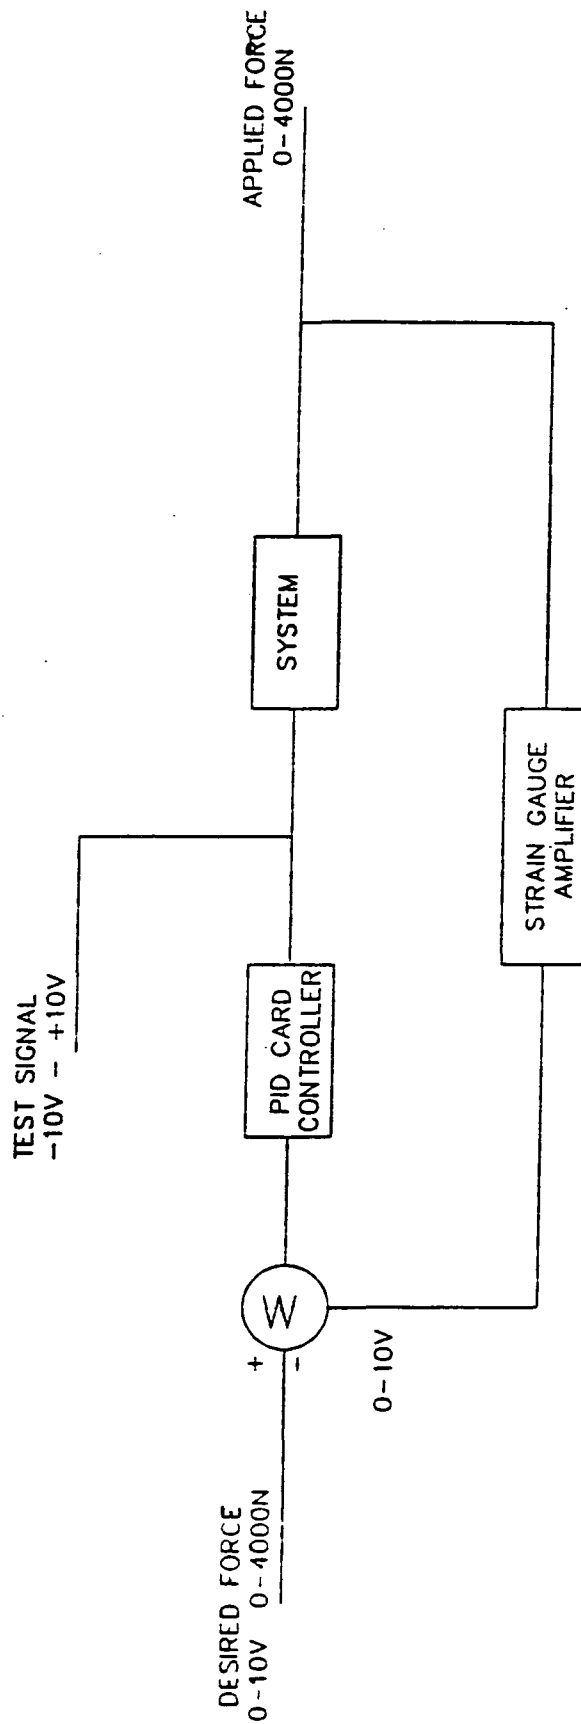 TEST SIGNAL
-10V - +10V
DESIRED FORCE
0-10V 0-4000N
+
-
W
0-10V
PID CARD
CONTROLLER
SYSTEM
STRAIN GAUGE
AMPLIFIER
APPLIED FORCE
0-4000N